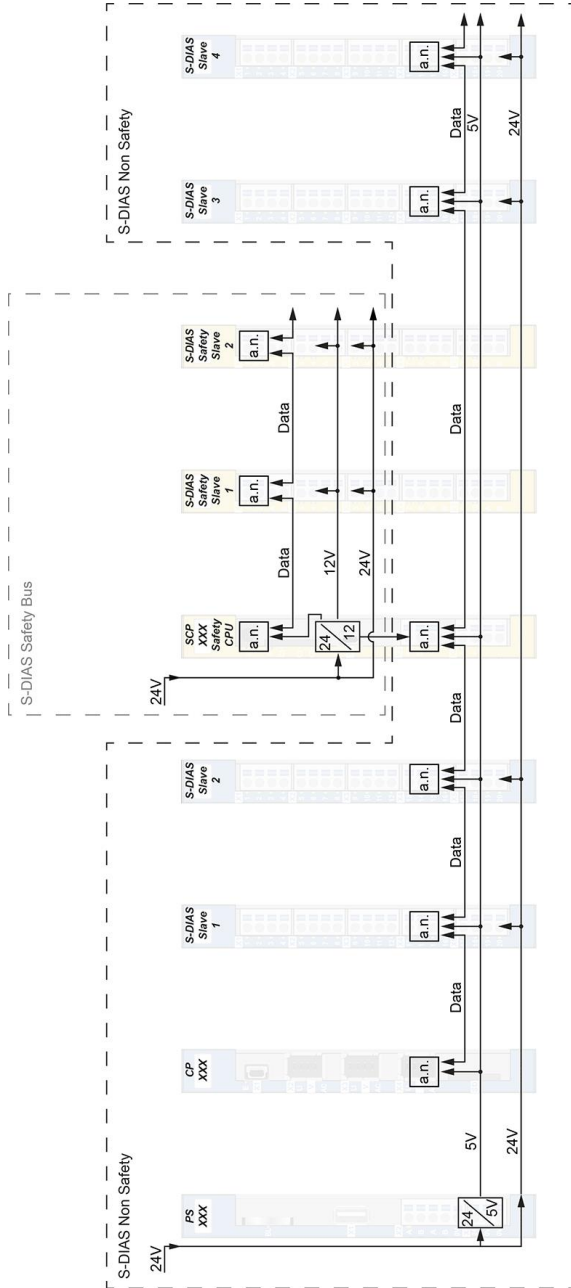 S-DIAS Non Safety
24V
PS
XXX
24
5V
5V
24V
CP
XXX
a.n.
Data
S-DIAS
Slave
1
a.n.
Data
S-DIAS
Slave
2
a.n.
Data
S-DIAS Safety Bus
24V
SCP
XXX
Safety
CPU
a.n.
24
12
a.n.
Data
12V
24V
S-DIAS
Safety
Slave
1
a.n.
Data
S-DIAS
Safety
Slave
2
a.n.
Data
S-DIAS Non Safety
S-DIAS
Slave
3
a.n.
Data
5V
24V
S-DIAS
Slave
4
a.n.